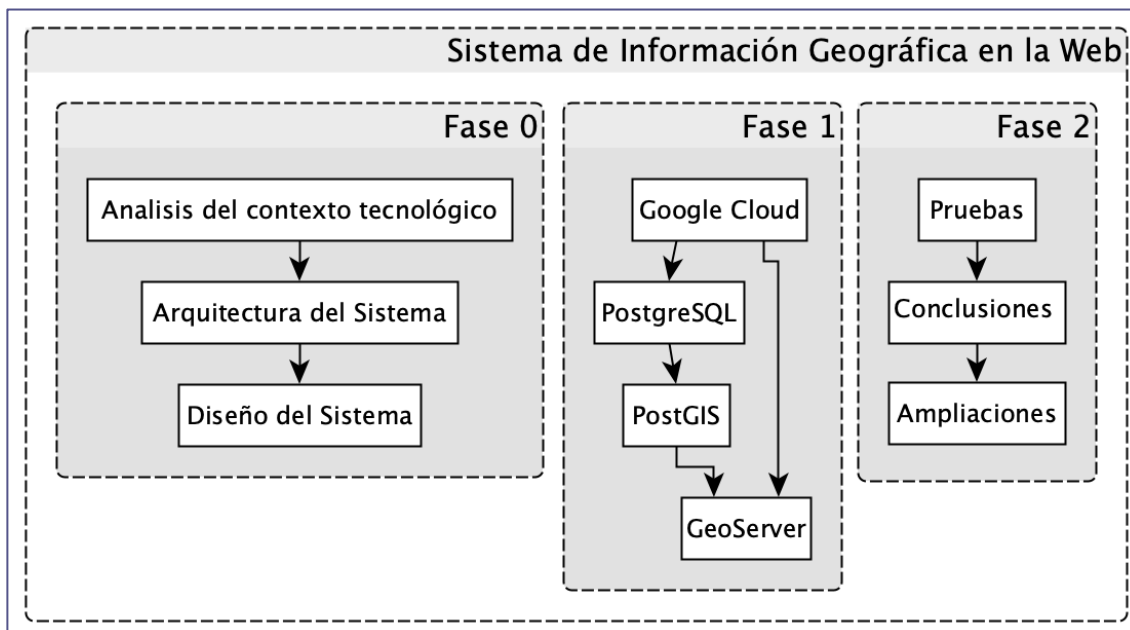 Sistema de Información Geográfica en la Web
Fase 0
Analisis del contexto tecnológico
Arquitectura del Sistema
Diseño del Sistema
Fase 1
Google Cloud
PostgreSQL
PostGIS
GeoServer
Fase 2
Pruebas
Conclusiones
Ampliaciones